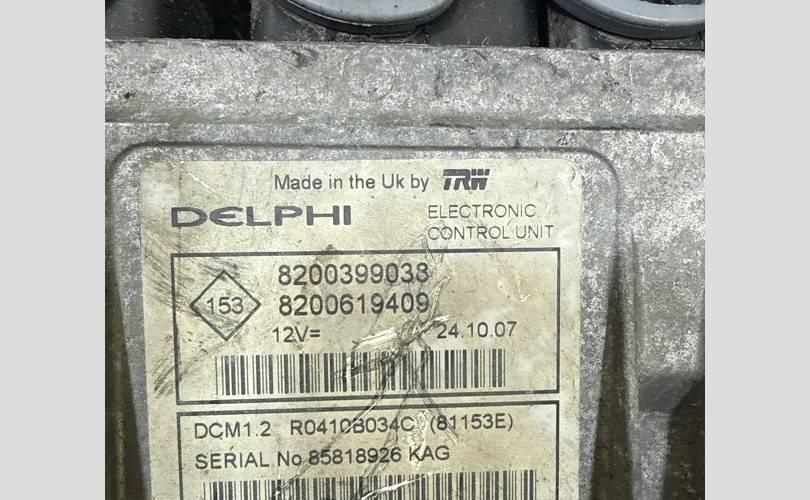 Made in the Uk by TRW
DELPHI ELECTRONIC
CONTROL UNIT
8200399038
153 8200619409
12V= 24.10.07
DCM1.2 R0410B034C (81153E)
SERIAL No 85818926 KAG